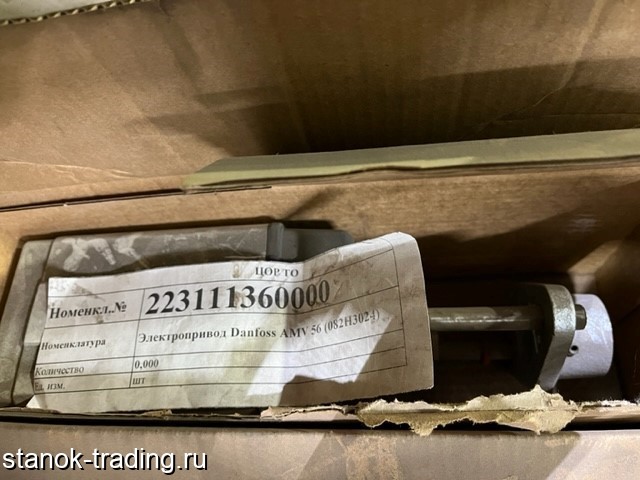 ЦОВТО
Номенкл.№ 223111360000
Номенклатура Электропривод Danfoss AMV 56 (082H3024)
Количество 0,000
Ед. изм. шт
stanok-trading.ru